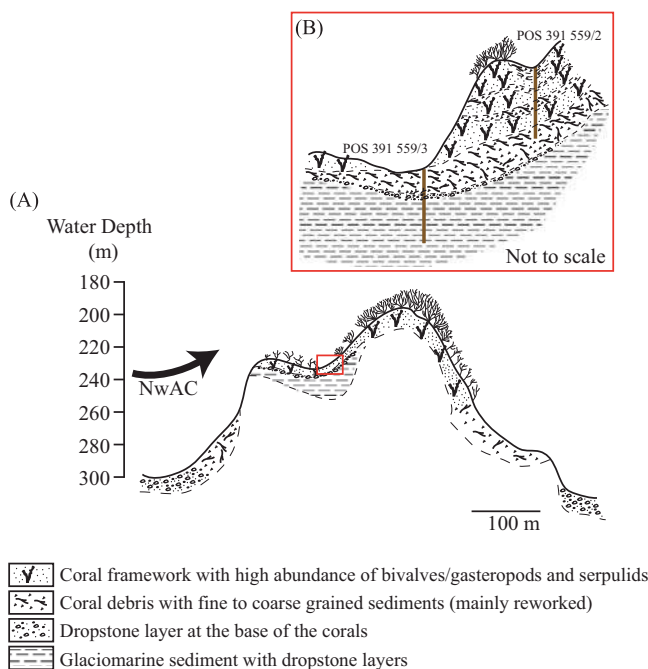 (B)
POS 391 559/2
POS 391 559/3
Not to scale
(A)
Water Depth
(m)
180
200
220
240
260
280
300
NwAC
100 m
Coral framework with high abundance of bivalves/gasteropods and serpulids
Coral debris with fine to coarse grained sediments (mainly reworked)
Dropstone layer at the base of the corals
Glaciomarine sediment with dropstone layers